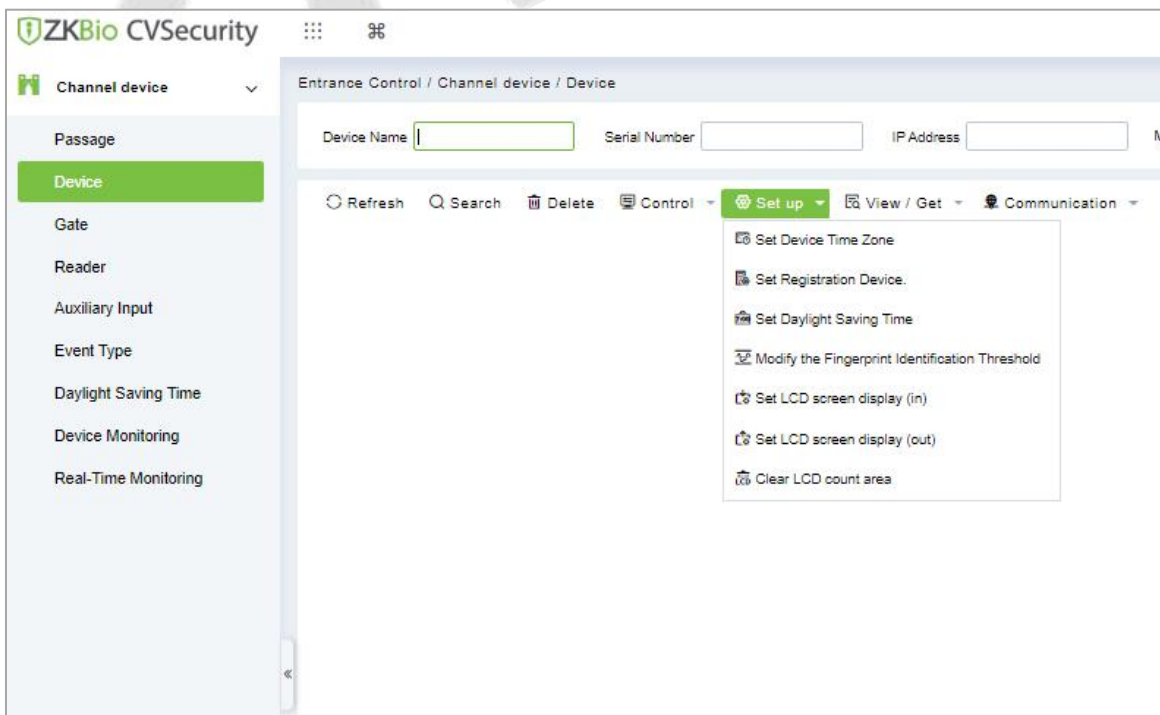 ZKBio CVSecurity
Channel device
Entrance Control / Channel device / Device
Passage
Device Name Serial Number IP Address
Device
Refresh Search Delete Control Set up View / Get Communication
Gate
Set Device Time Zone
Reader
Set Registration Device.
Auxiliary Input
Set Daylight Saving Time
Event Type
Modify the Fingerprint Identification Threshold
Daylight Saving Time
Set LCD screen display (in)
Device Monitoring
Set LCD screen display (out)
Real-Time Monitoring
Clear LCD count area